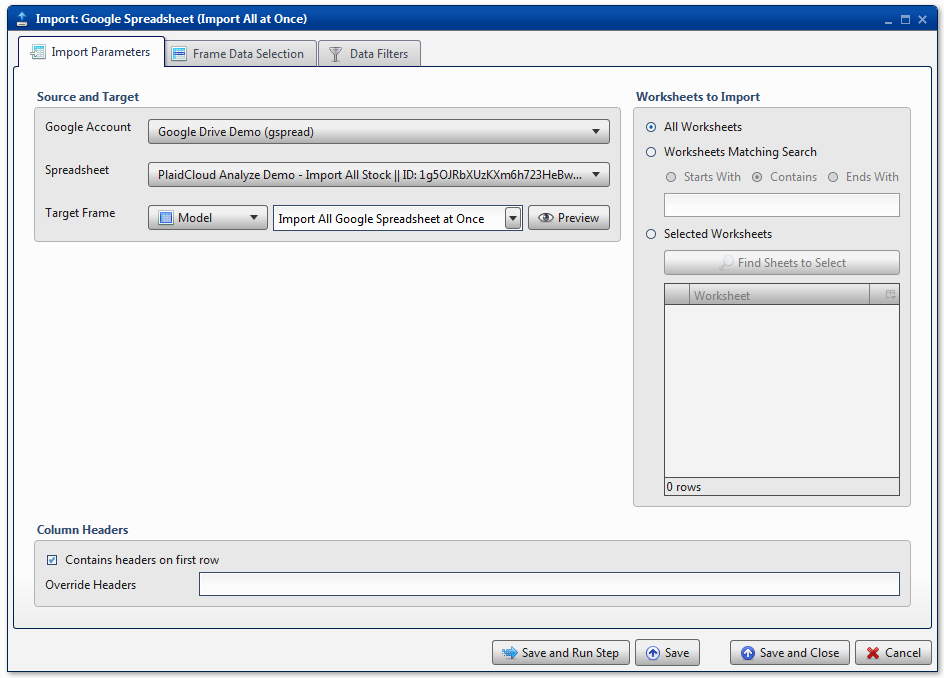 Import: Google Spreadsheet (Import All at Once)
Import Parameters Frame Data Selection Data Filters
Source and Target
Google Account Google Drive Demo (gspread)
Spreadsheet PlaidCloud Analyze Demo - Import All Stock || ID: 1g5OJRbXUzKXm6h723HeBw...
Target Frame Model Import All Google Spreadsheet at Once Preview
Worksheets to Import
All Worksheets
Worksheets Matching Search
Starts With Contains Ends With
Selected Worksheets
Find Sheets to Select
Worksheet
0 rows
Column Headers
Contains headers on first row
Override Headers
Save and Run Step Save Save and Close Cancel